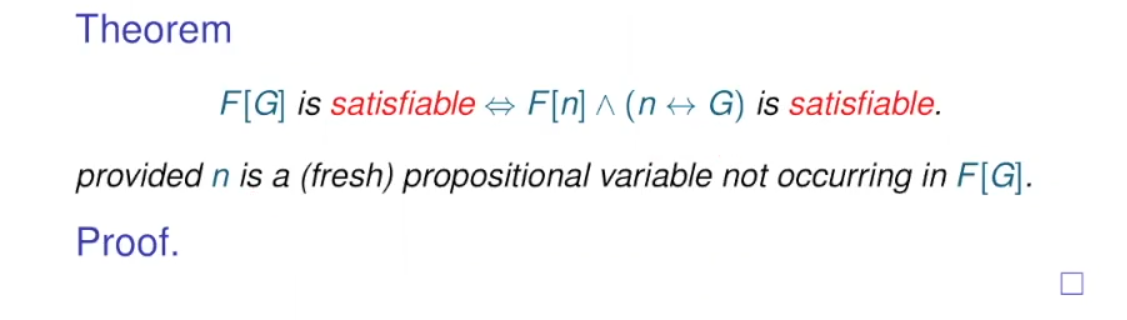 Theorem
F[G] is satisfiable ⇔ F[n] ∧ (n ↔ G) is satisfiable.
provided n is a (fresh) propositional variable not occurring in F[G].
Proof.
□